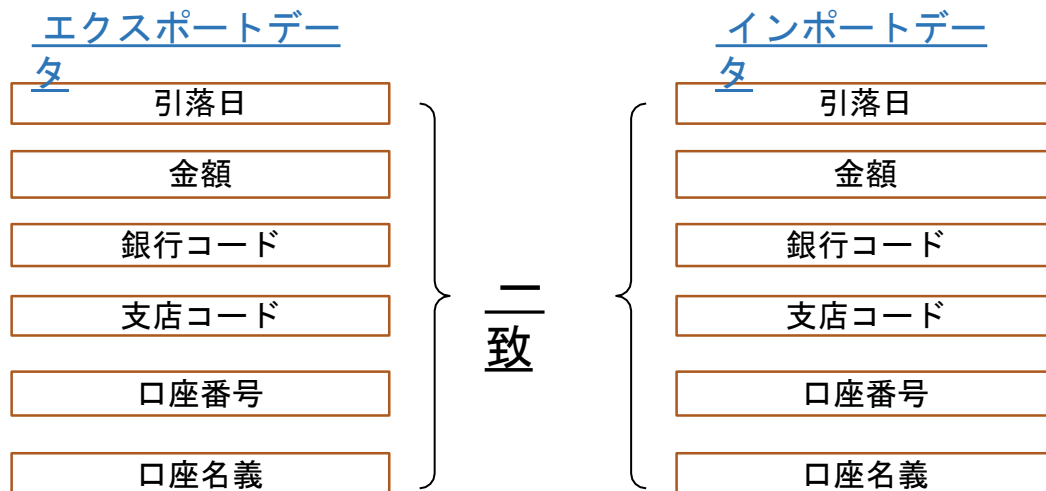 エクスポートデー
タ
引落日
金額
銀行コード
支店コード
口座番号
口座名義
一
致
インポートデー
タ
引落日
金額
銀行コード
支店コード
口座番号
口座名義